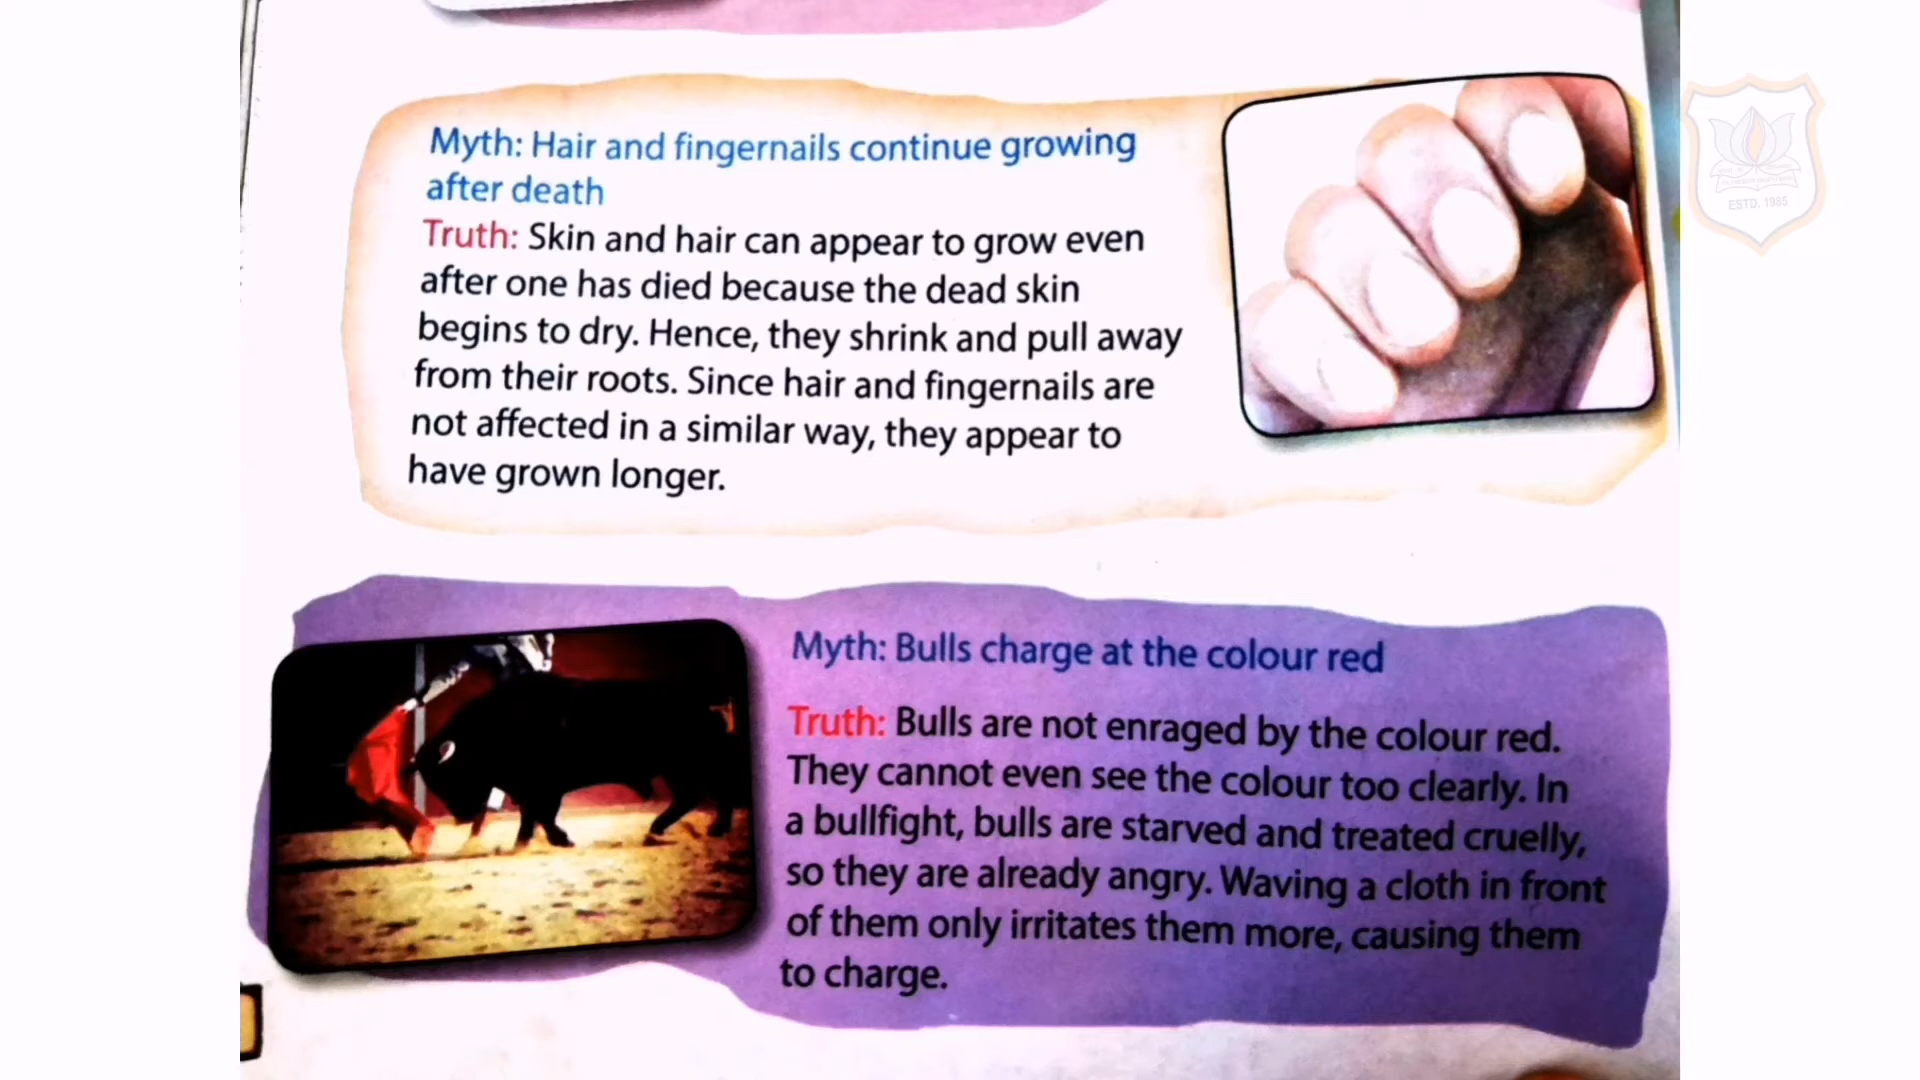 Myth: Hair and fingernails continue growing
after death
Truth: Skin and hair can appear to grow even
after one has died because the dead skin
begins to dry. Hence, they shrink and pull away
from their roots. Since hair and fingernails are
not affected in a similar way, they appear to
have grown longer.
ESTD. 1985
Myth: Bulls charge at the colour red
Truth: Bulls are not enraged by the colour red.
They cannot even see the colour too clearly. In
a bullfight, bulls are starved and treated cruelly,
so they are already angry. Waving a cloth in front
of them only irritates them more, causing them
to charge.